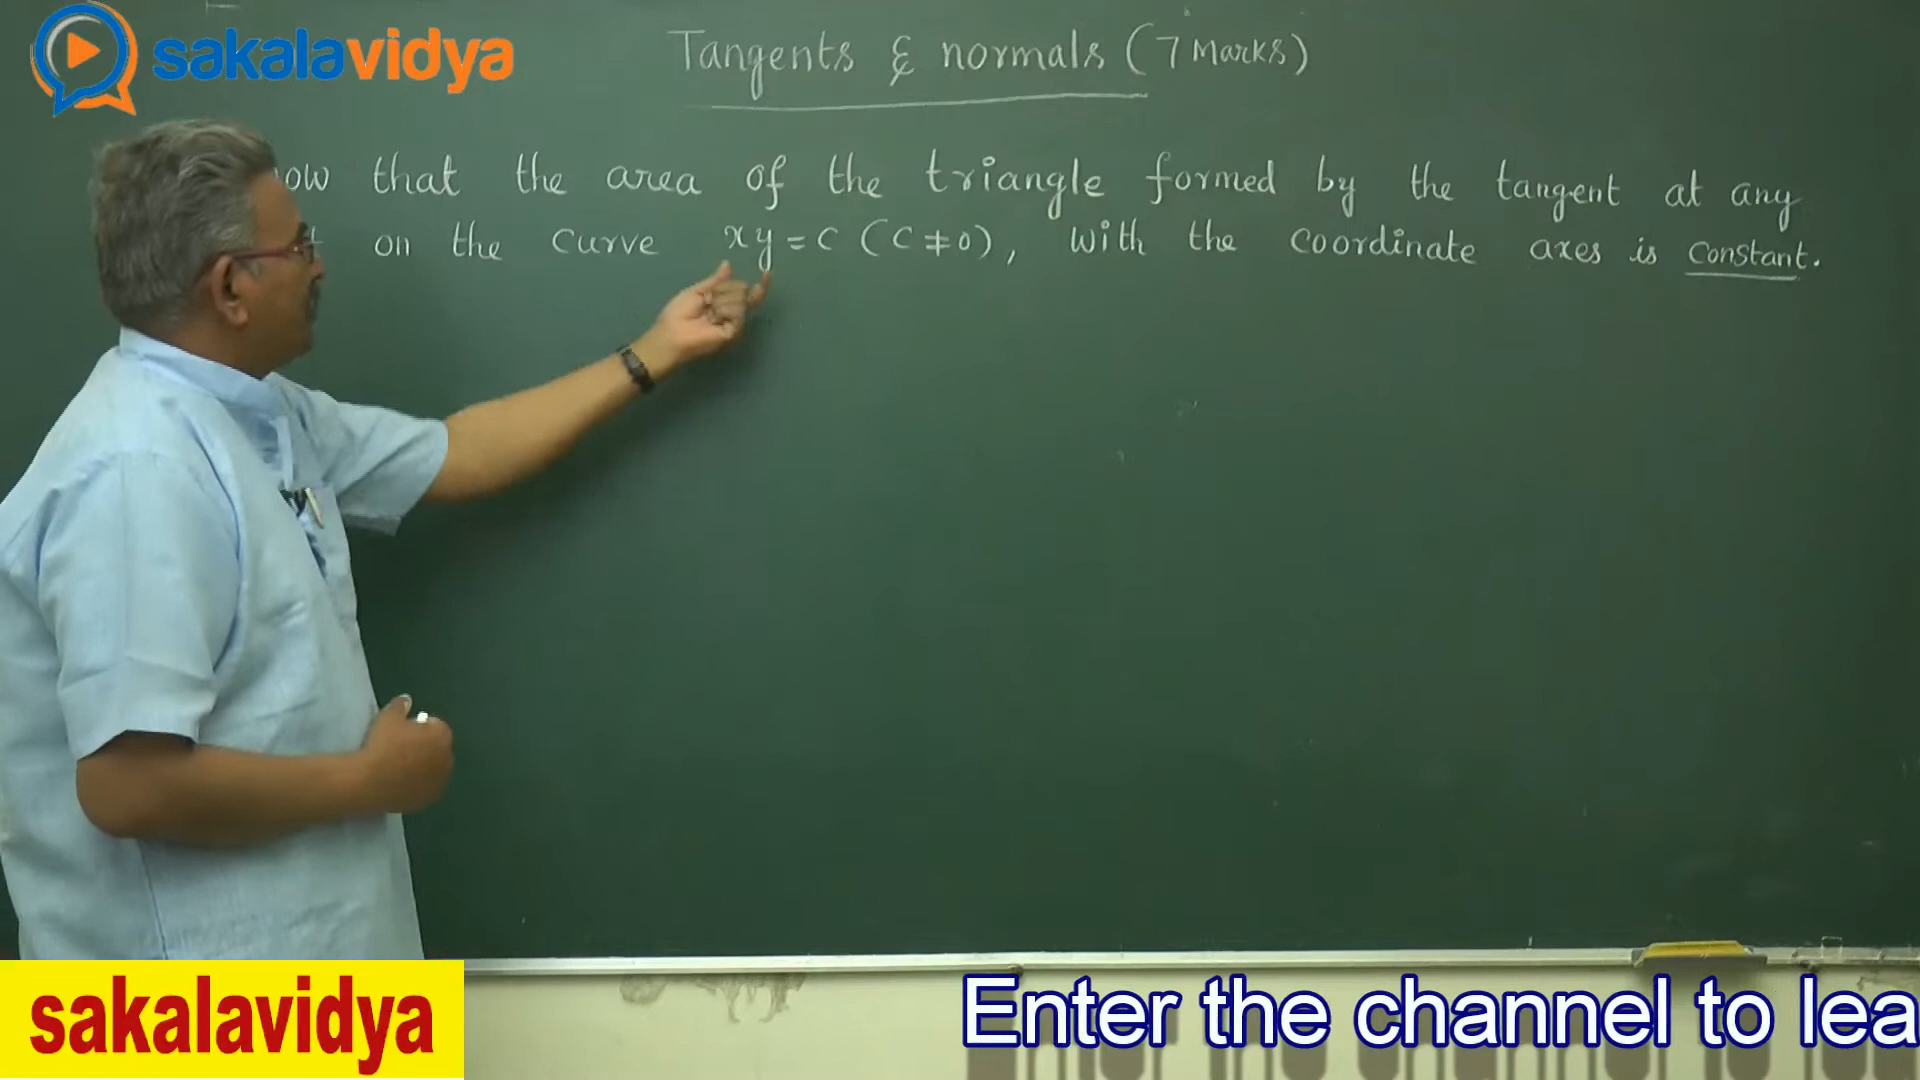 sakalavidya
Tangents & normals (7 Marks)
that the area of the triangle formed by the tangent at any
on the curve xy = c (c ≠ 0), with the coordinate axes is constant.
sakalavidya
Enter the channel to lea